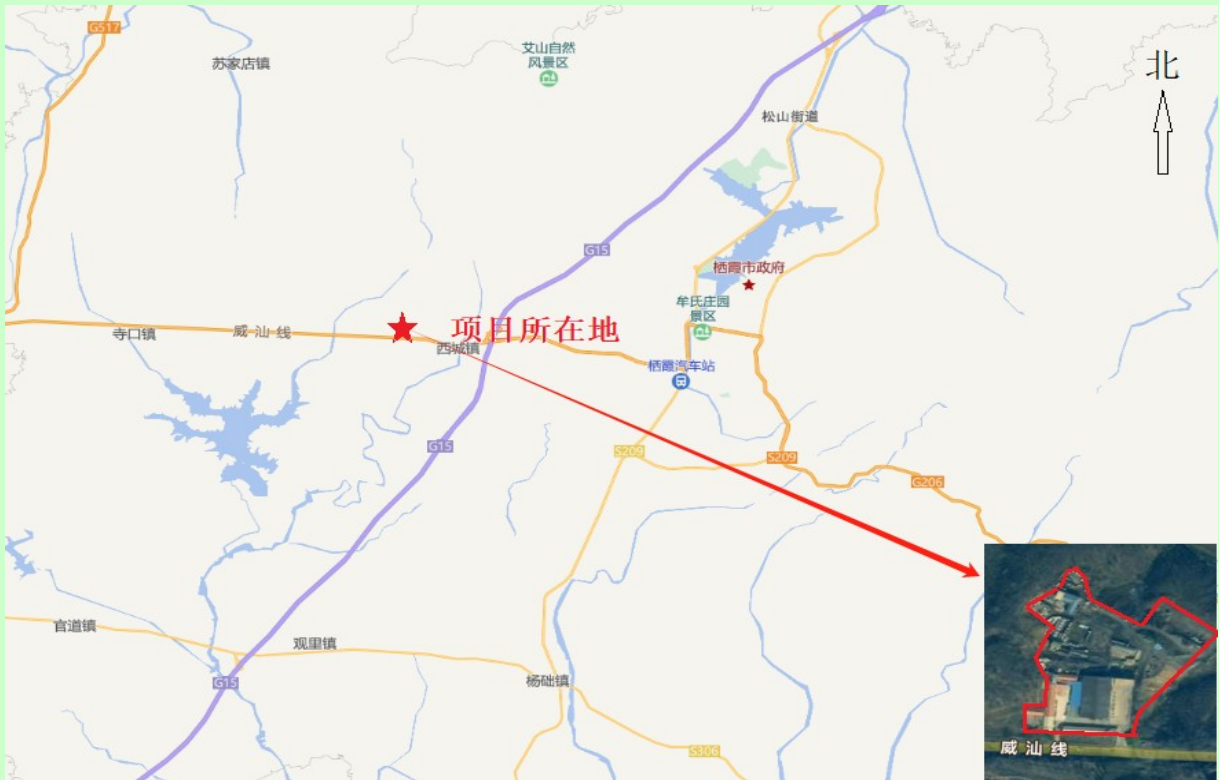 G517
苏家店镇
艾山自然
风景区
北
松山街道
G15
栖霞市政府
牟氏庄园
景区
寺口镇
威汕线
项目所在地
西城镇
栖霞汽车站
G15
S209
S209
G206
官道镇
观里镇
G15
杨础镇
S306
威汕线